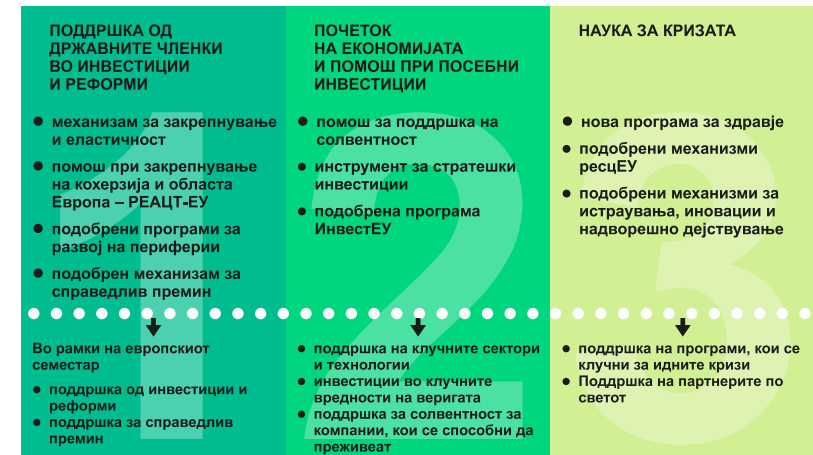 ПОДДРШКА ОД
ДРЖАВНИТЕ ЧЛЕНКИ
ВО ИНВЕСТИЦИИ
И РЕФОРМИ
● механизам за закрепнување
и еластичност
● помош при закрепнување
на кохерзија и областа
Европа – РЕАЦТ-ЕУ
● подобрени програми за
развој на периферии
● подобрен механизам за
справедлив премин
Во рамки на европскиот
семестар
● поддршка од инвестиции и
реформи
● поддршка за справедлив
премин
1
ПОЧЕТОК
НА ЕКОНОМИЈАТА
И ПОМОШ ПРИ ПОСЕБНИ
ИНВЕСТИЦИИ
● помош за поддршка на
солвентност
● инструмент за стратешки
инвестиции
● подобрена програма
ИнвестЕУ
● поддршка на клучните сектори
и технологии
● инвестиции во клучните
вредности на веригата
● поддршка за солвентност за
компании, кои се способни да
преживеат
2
НАУКА ЗА КРИЗАТА
● нова програма за здравје
● подобрени механизми
ресцЕУ
● подобрени механизми за
истраување, иновации и
надворешно дејствување
● поддршка на програми, кои се
клучни за идните кризи
● Поддршка на партнерите по
светот
3